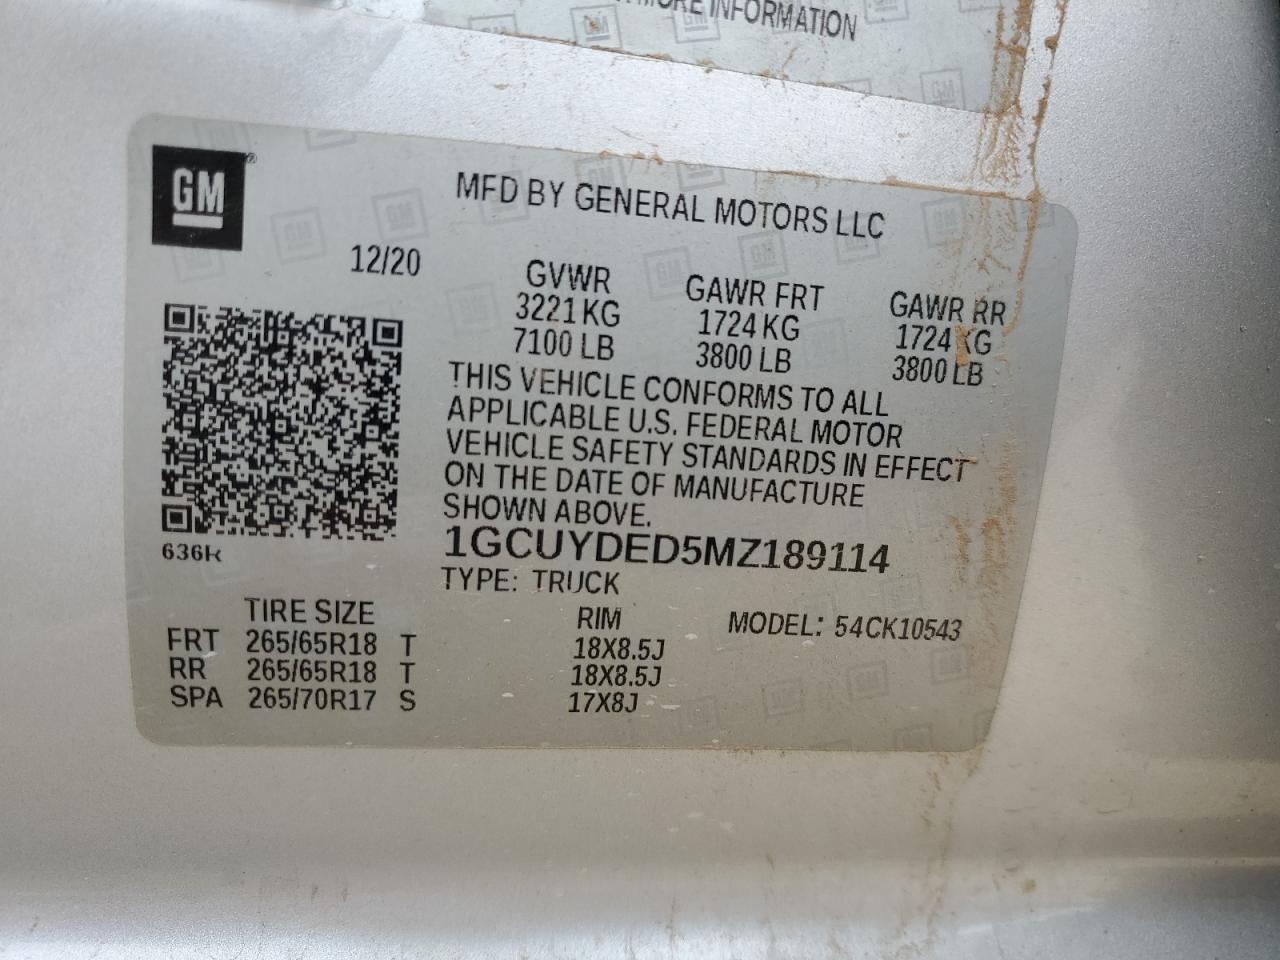 MORE INFORMATION
GM
MFD BY GENERAL MOTORS LLC
12/20
GVWR GAWR FRT GAWR RR
3221 KG 1724 KG 1724 KG
7100 LB 3800 LB 3800 LB
THIS VEHICLE CONFORMS TO ALL
APPLICABLE U.S. FEDERAL MOTOR
VEHICLE SAFETY STANDARDS IN EFFECT
ON THE DATE OF MANUFACTURE
SHOWN ABOVE.
1GCUYDED5MZ189114
636K
TYPE: TRUCK
TIRE SIZE RIM MODEL: 54CK10543
FRT 265/65R18 T 18X8.5J
RR 265/65R18 T 18X8.5J
SPA 265/70R17 S 17X8J